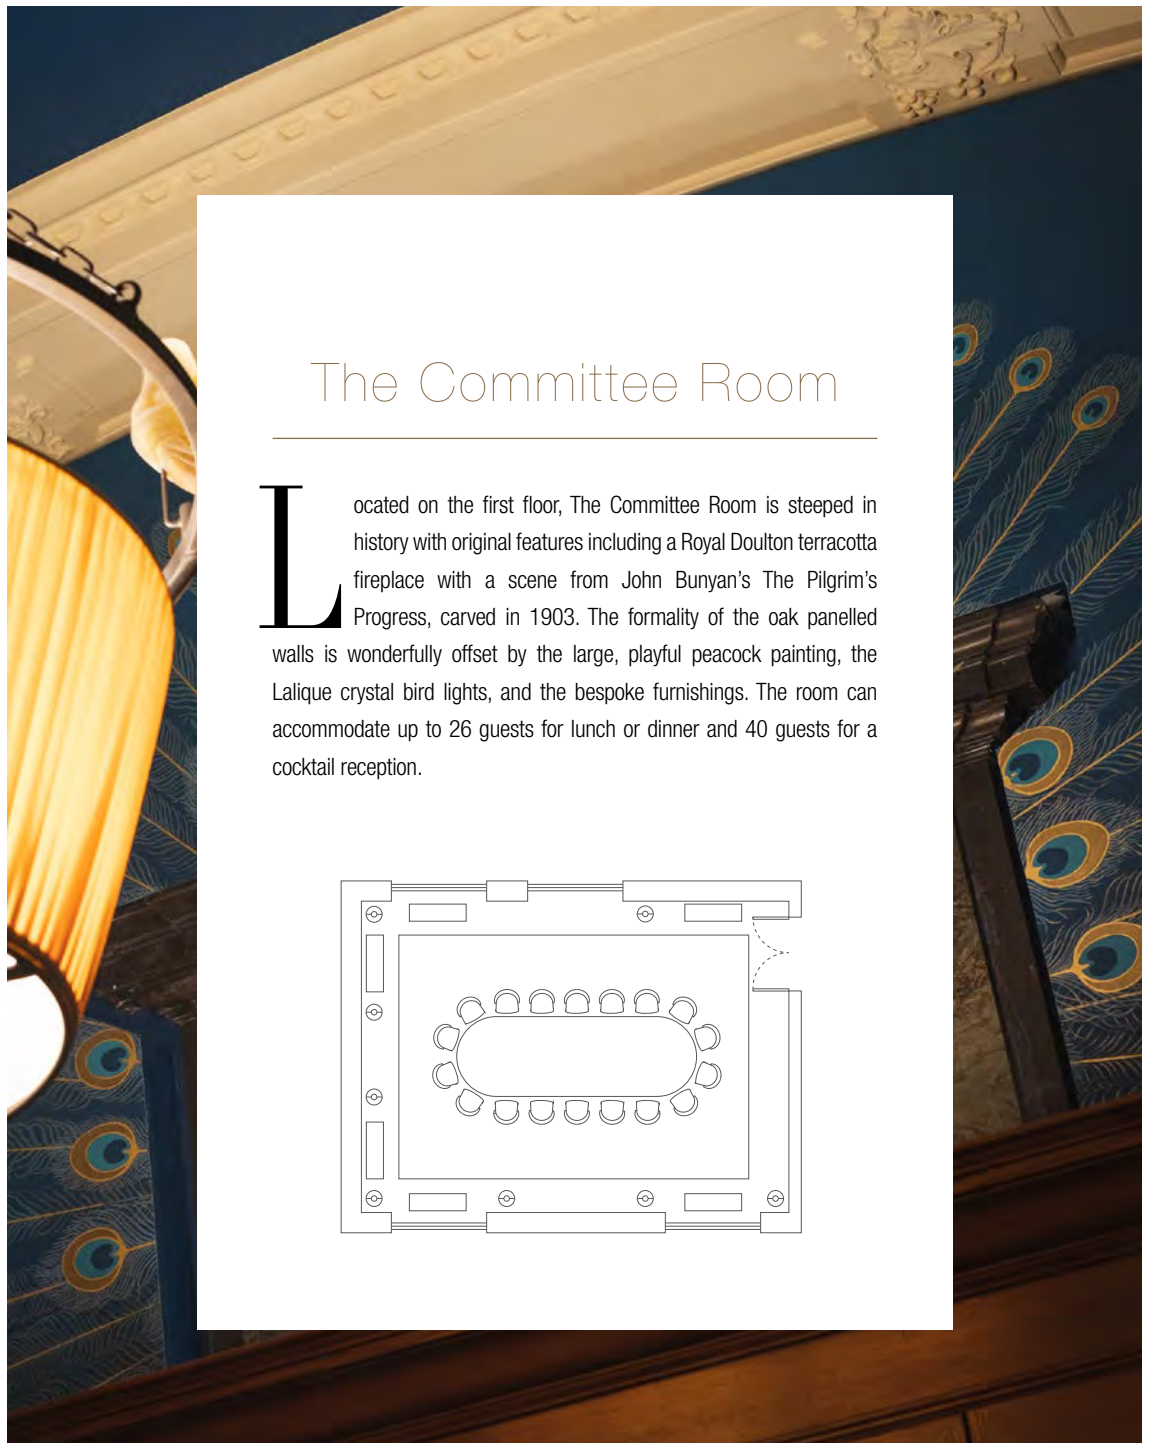 The Committee Room
Located on the first floor, The Committee Room is steeped in
history with original features including a Royal Doulton terracotta
fireplace with a scene from John Bunyan’s The Pilgrim’s
Progress, carved in 1903. The formality of the oak panelled
walls is wonderfully offset by the large, playful peacock painting, the
Lalique crystal bird lights, and the bespoke furnishings. The room can
accommodate up to 26 guests for lunch or dinner and 40 guests for a
cocktail reception.